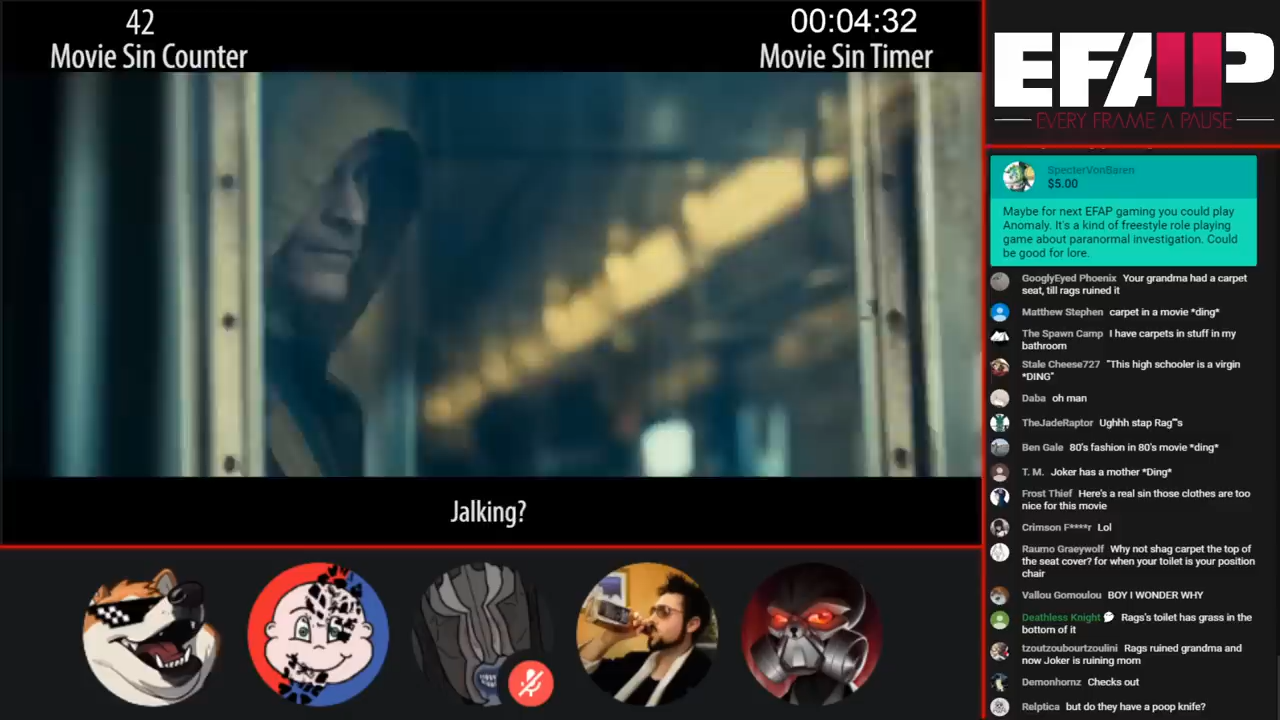 42
Movie Sin Counter
00:04:32
Movie Sin Timer
EFAP
EVERY FRAME A PAUSE
SpecterVonBaren
$5.00
Maybe for next EFAP gaming you could play
Anomaly. It's a kind of freestyle role playing
game about paranormal investigation. Could
be good for lore.
GooglyEyed Phoenix Your grandma had a carpet
seat, till rags ruined it
Matthew Stephen carpet in a movie *ding*
The Spawn Camp I have carpets in stuff in my
bathroom
Stale Cheese727 "This high schooler is a virgin
*DING"
Daba oh man
TheJadeRaptor Ughhh stap Rag"'s
Ben Gale 80's fashion in 80's movie *ding*
T. M. Joker has a mother *Ding*
Frost Thief Here's a real sin those clothes are too
nice for this movie
Crimson F****r Lol
Raumo Graeywolf Why not shag carpet the top of
the seat cover? for when your toilet is your position
chair
Vallou Gomoulou BOY I WONDER WHY
Deathless Knight Rags's toilet has grass in the
bottom of it
tzoutzoubourtzoulini Rags ruined grandma and
now Joker is ruining mom
Demonhornz Checks out
Relptica but do they have a poop knife?
Jalking?